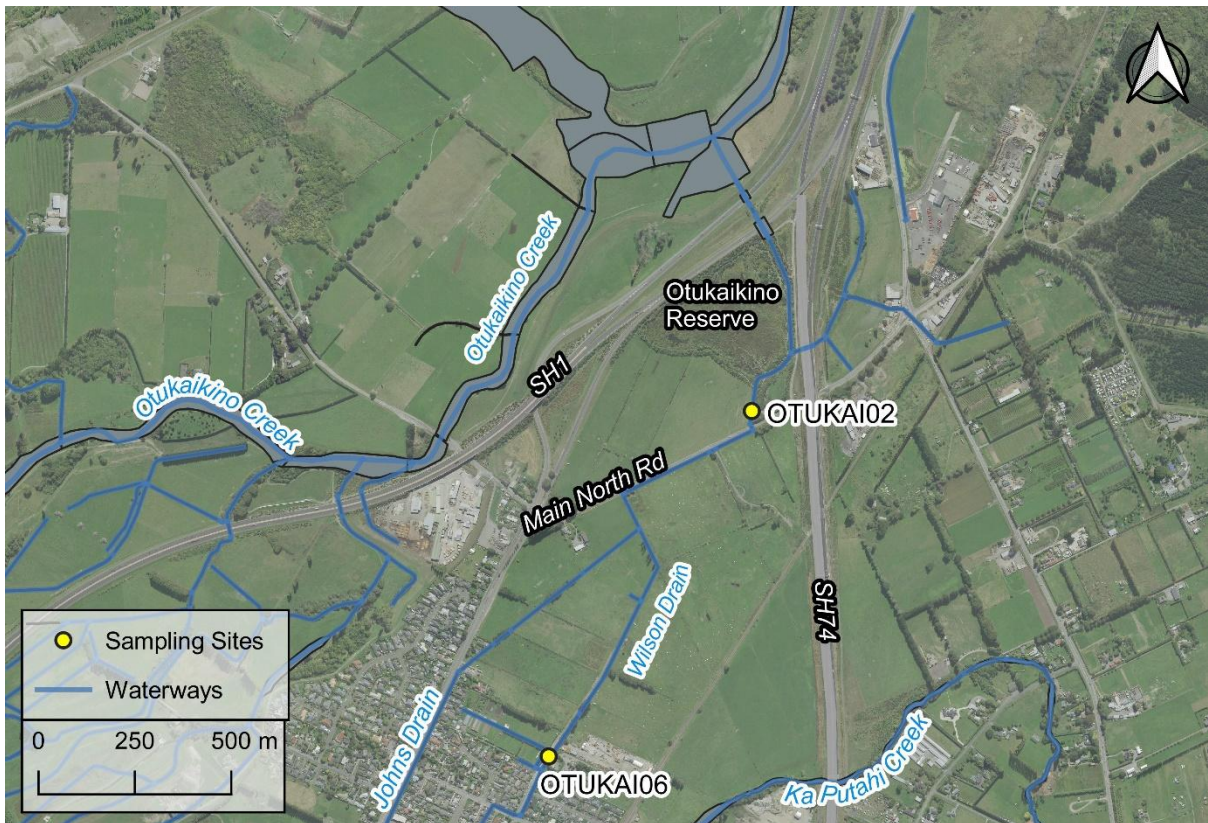 Otukaikino Creek
Otukaikino
Reserve
SH1
Otukaikino Creek
OTUKAI02
Main North Rd
Wilson Drain
SH74
Sampling Sites
Waterways
0 250 500 m
Johns Drain
OTUKAI06
Ka Putahi Creek